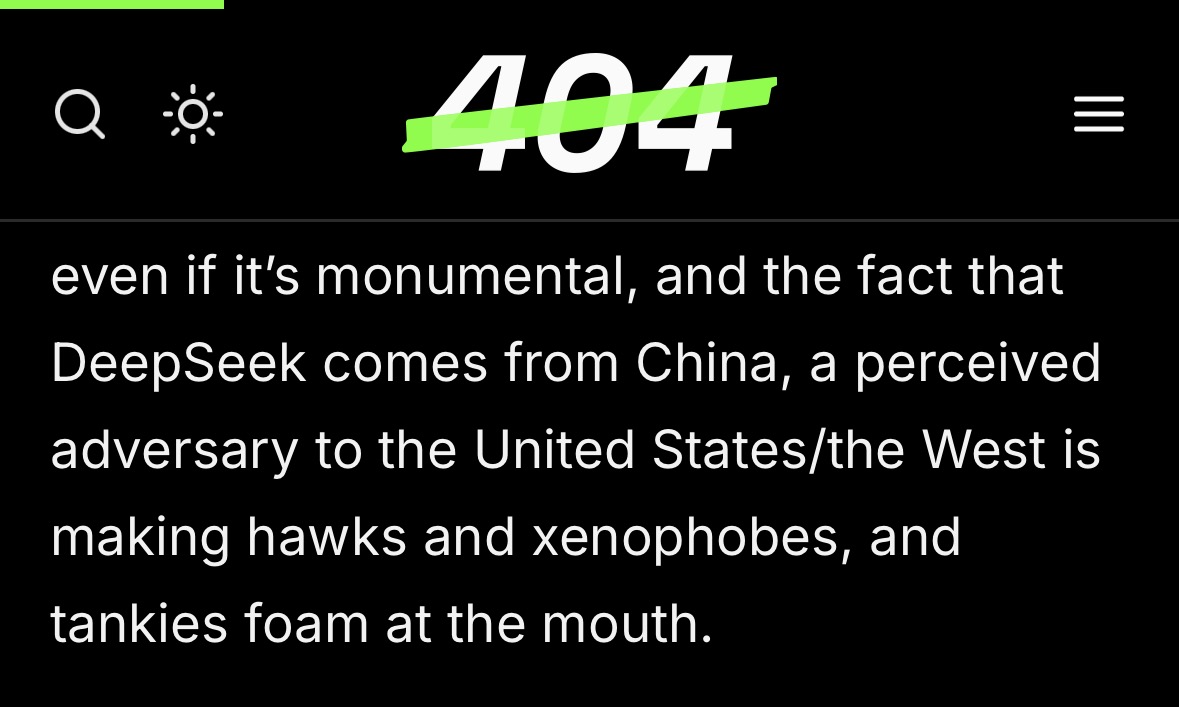 404
even if it’s monumental, and the fact that
DeepSeek comes from China, a perceived
adversary to the United States/the West is
making hawks and xenophobes, and
tankies foam at the mouth.